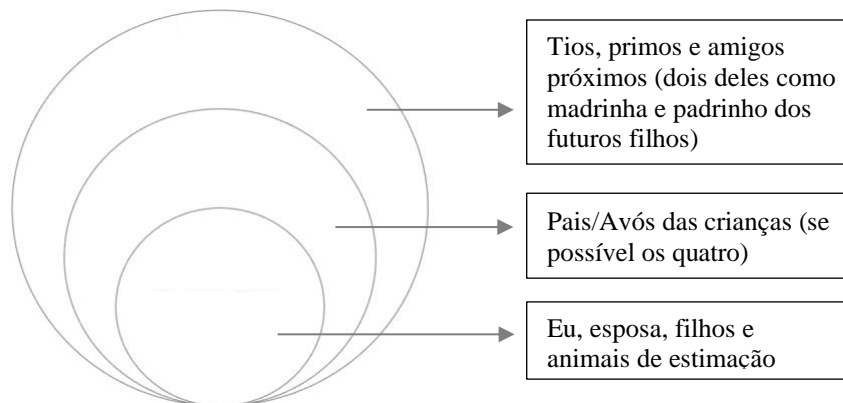 Tios, primos e amigos
próximos (dois deles como
madrinha e padrinho dos
futuros filhos)
Pais/Avós das crianças (se
possível os quatro)
Eu, esposa, filhos e
animais de estimação